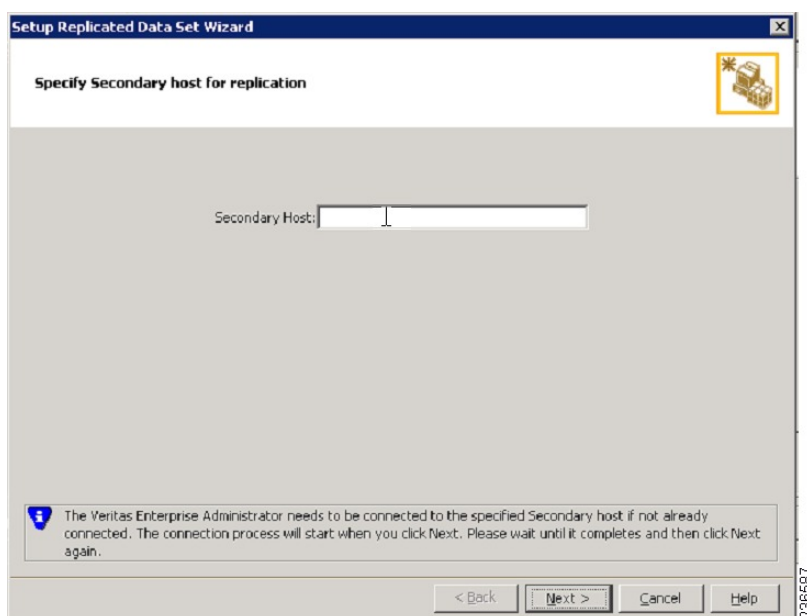 Setup Replicated Data Set Wizard
Specify Secondary host for replication
Secondary Host:
The Veritas Enterprise Administrator needs to be connected to the specified Secondary host if not already
connected. The connection process will start when you click Next. Please wait until it completes and then click Next
again.
< Back
Next >
Cancel
Help
236587